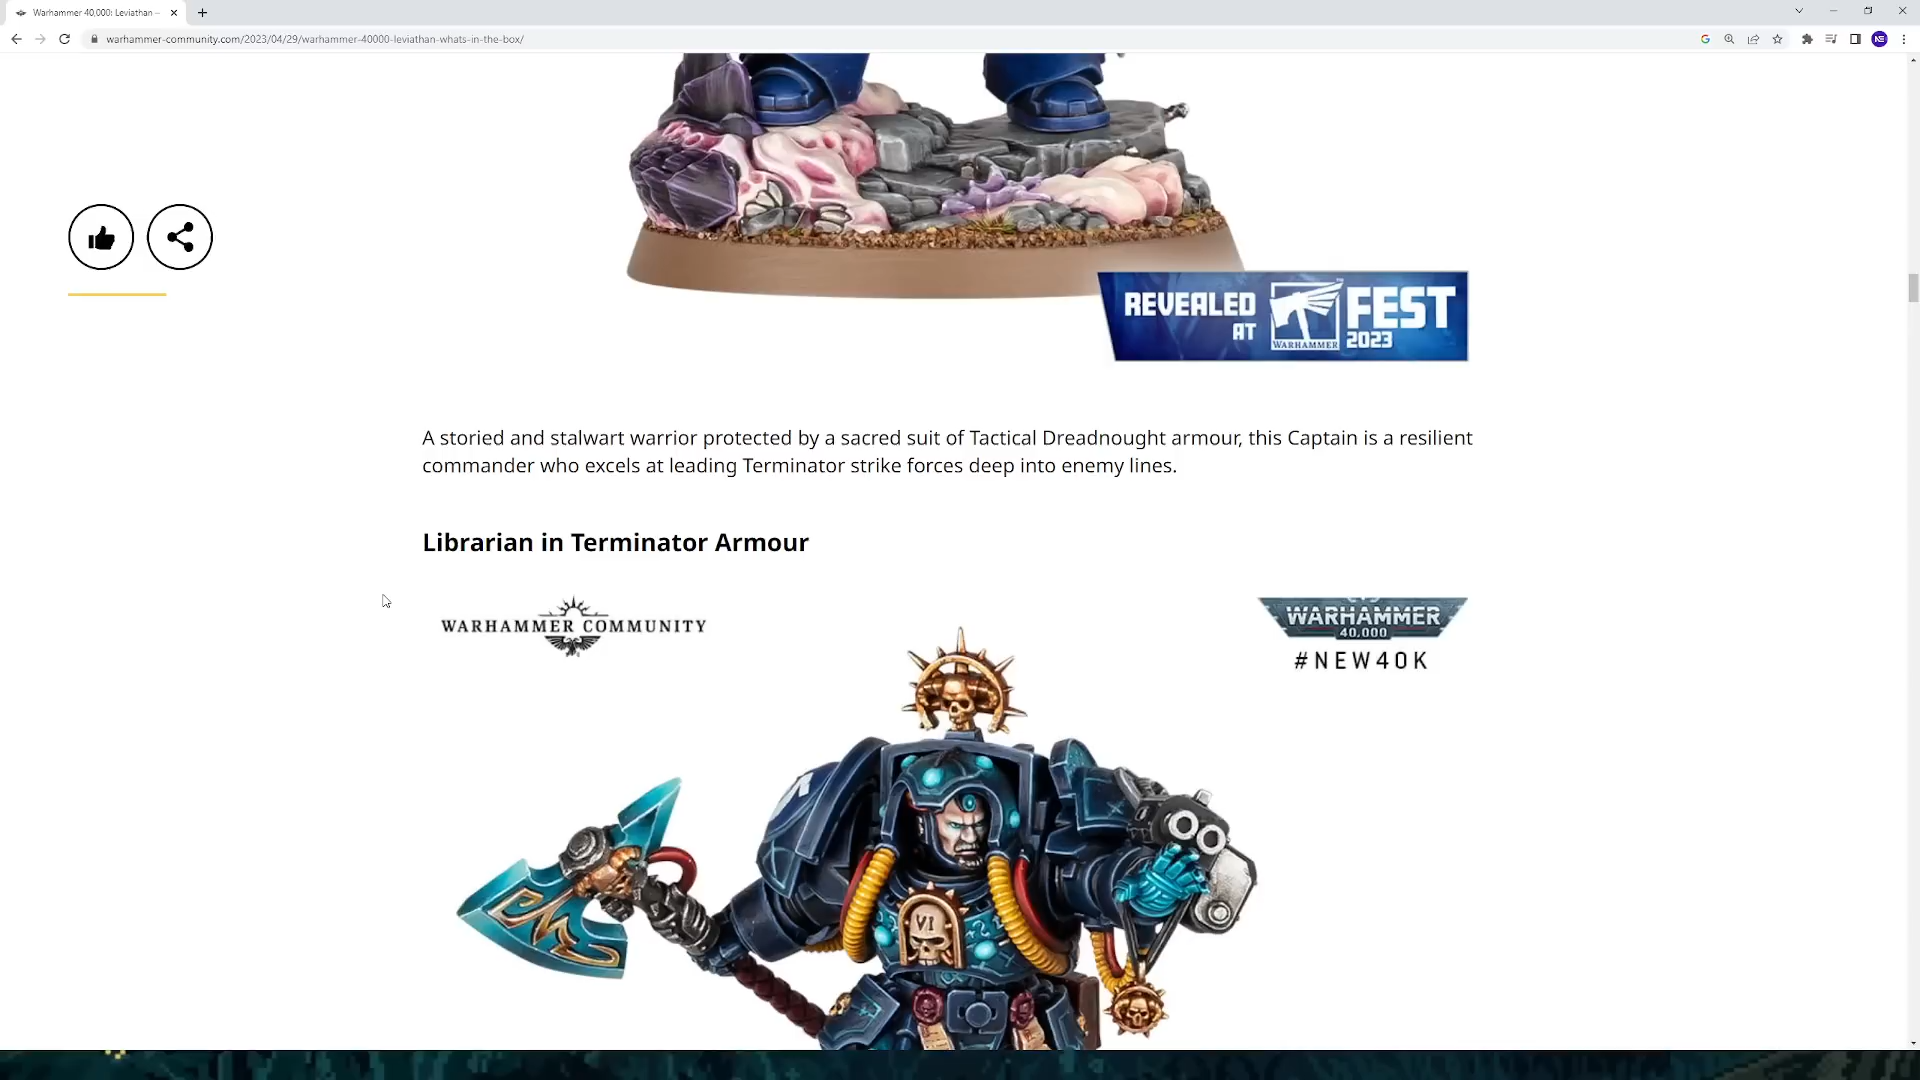 Warhammer 40,000: Leviathan –
warhammer-community.com/2023/04/29/warhammer-40000-leviathan-whats-in-the-box/
NE
REVEALED
AT
WARHAMMER
FEST
2023
A storied and stalwart warrior protected by a sacred suit of Tactical Dreadnought armour, this Captain is a resilient
commander who excels at leading Terminator strike forces deep into enemy lines.
Librarian in Terminator Armour
WARHAMMER COMMUNITY
WARHAMMER
40,000
#NEW40K
VI